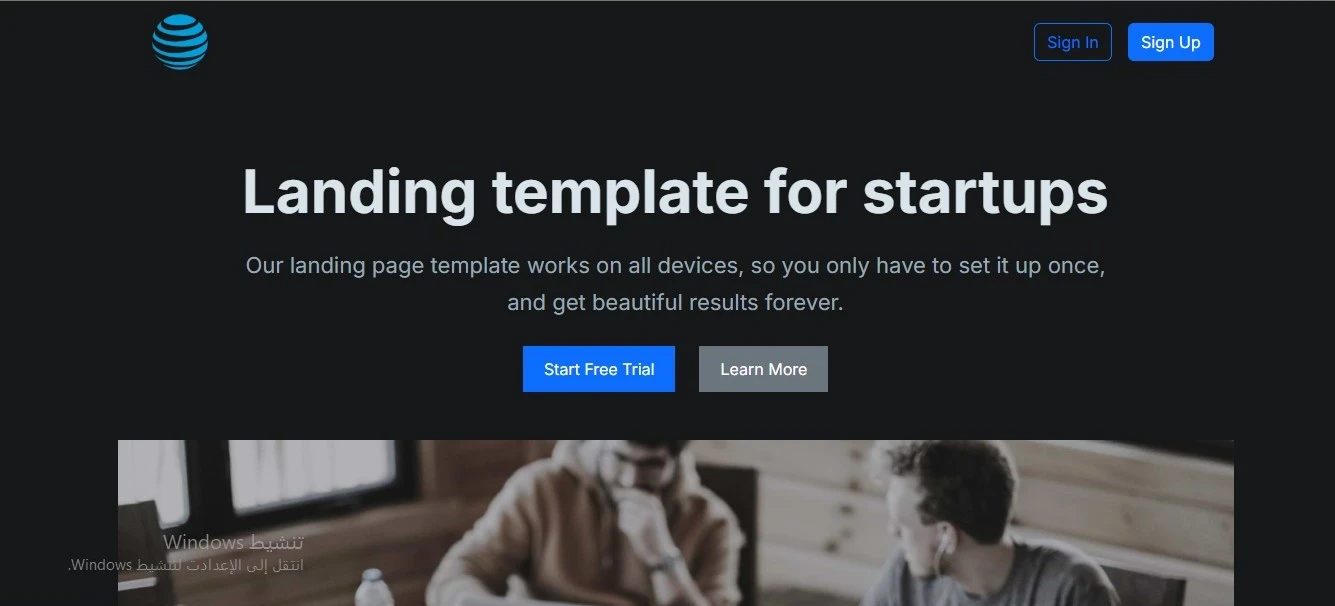 Sign In
Sign Up
Landing template for startups
Our landing page template works on all devices, so you only have to set it up once,
and get beautiful results forever.
Start Free Trial
Learn More
تنشيط Windows
انتقل إلى الإعدادت لتنشيط Windows.